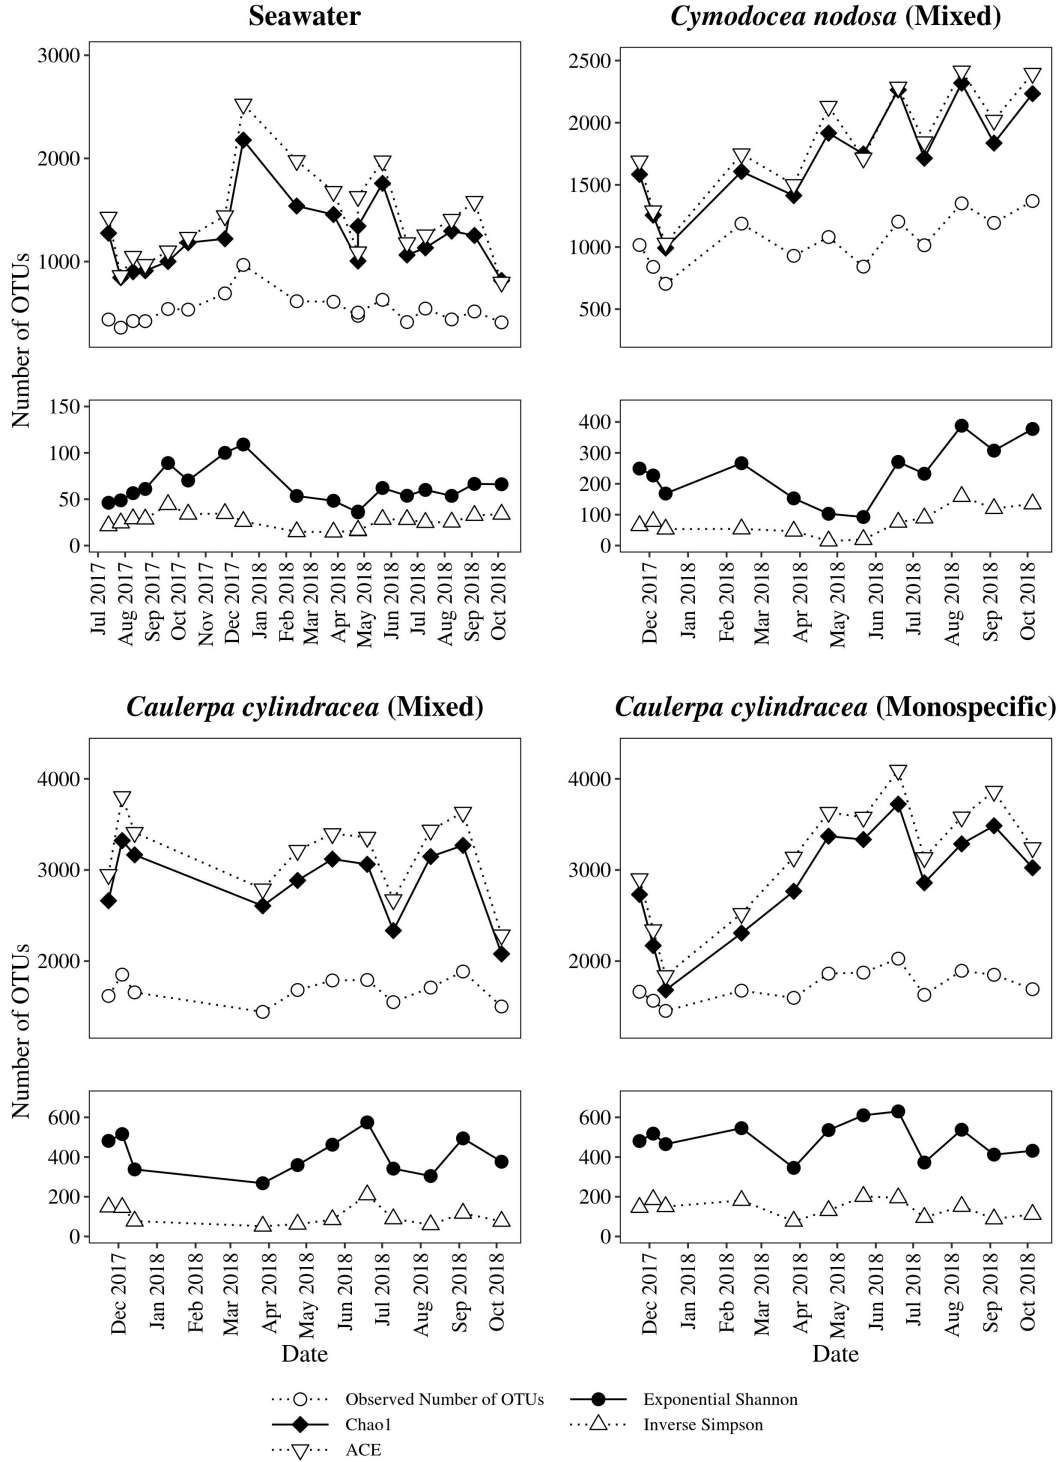 Seawater
Cymodocea nodosa (Mixed)
Number of OTUs
3000
2000
1000
2500
2000
1500
1000
500
150
100
50
0
400
300
200
100
0
Jul 2017
Aug 2017
Sep 2017
Oct 2017
Nov 2017
Dec 2017
Jan 2018
Feb 2018
Mar 2018
Apr 2018
May 2018
Jun 2018
Jul 2018
Aug 2018
Sep 2018
Oct 2018
Dec 2017
Jan 2018
Feb 2018
Mar 2018
Apr 2018
May 2018
Jun 2018
Jul 2018
Aug 2018
Sep 2018
Oct 2018
Caulerpa cylindracea (Mixed)
Caulerpa cylindracea (Monospecific)
Number of OTUs
4000
3000
2000
4000
3000
2000
600
400
200
0
600
400
200
0
Dec 2017
Jan 2018
Feb 2018
Mar 2018
Apr 2018
May 2018
Jun 2018
Jul 2018
Aug 2018
Sep 2018
Oct 2018
Dec 2017
Jan 2018
Feb 2018
Mar 2018
Apr 2018
May 2018
Jun 2018
Jul 2018
Aug 2018
Sep 2018
Oct 2018
Date
Date
Observed Number of OTUs
Exponential Shannon
Chao1
Inverse Simpson
ACE